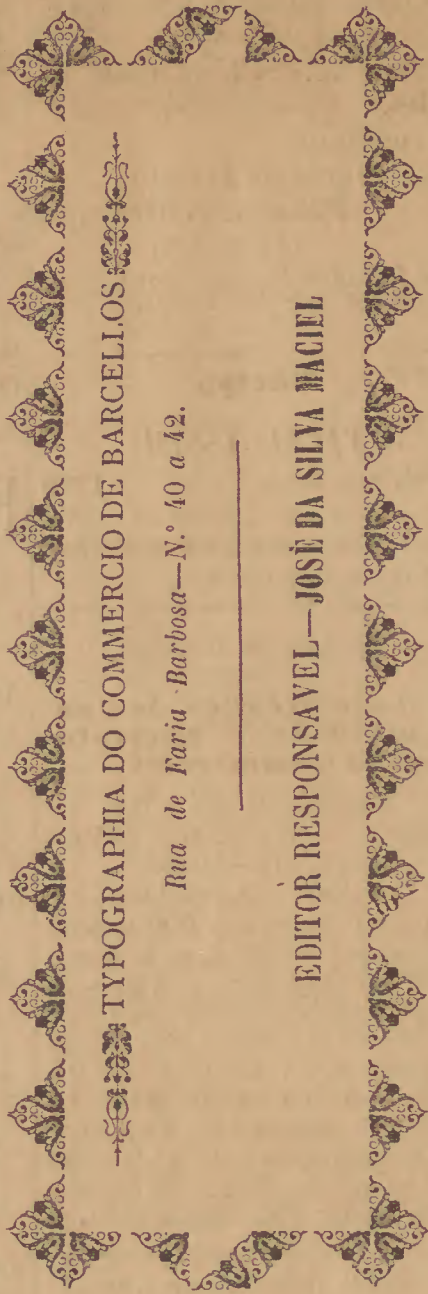 TYPOGRAPHIA DO COMMERCIO DE BARCELLOS
Rua de Faria Barbosa—N.º 40 a 42.
EDITOR RESPONSAVEL—JOSÈ DA SILVA MACIEL